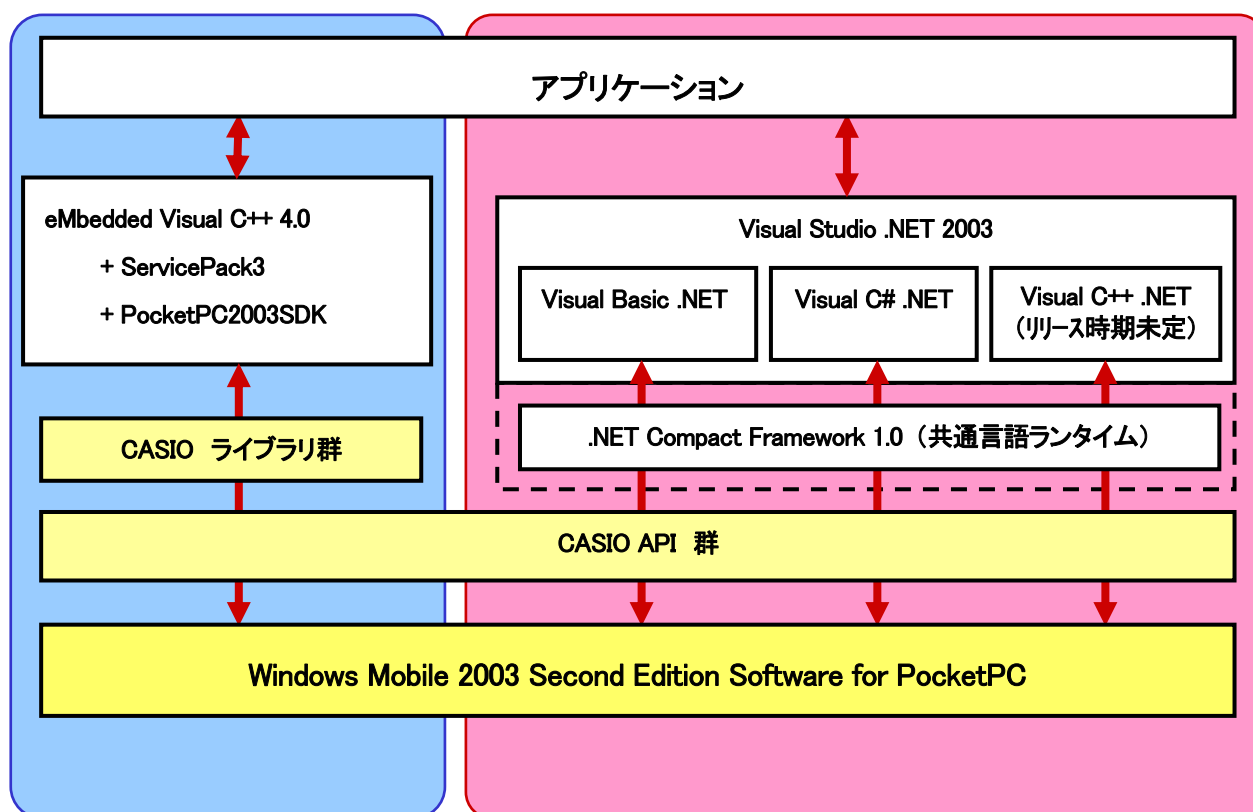 アプリケーション
eMbedded Visual C++ 4.0
+ ServicePack3
+ PocketPC2003SDK
Visual Studio .NET 2003
Visual Basic .NET
Visual C# .NET
Visual C++ .NET
（リリース時期未定）
.NET Compact Framework 1.0（共通言語ランタイム）
CASIO ライブラリ群
CASIO API 群
Windows Mobile 2003 Second Edition Software for PocketPC